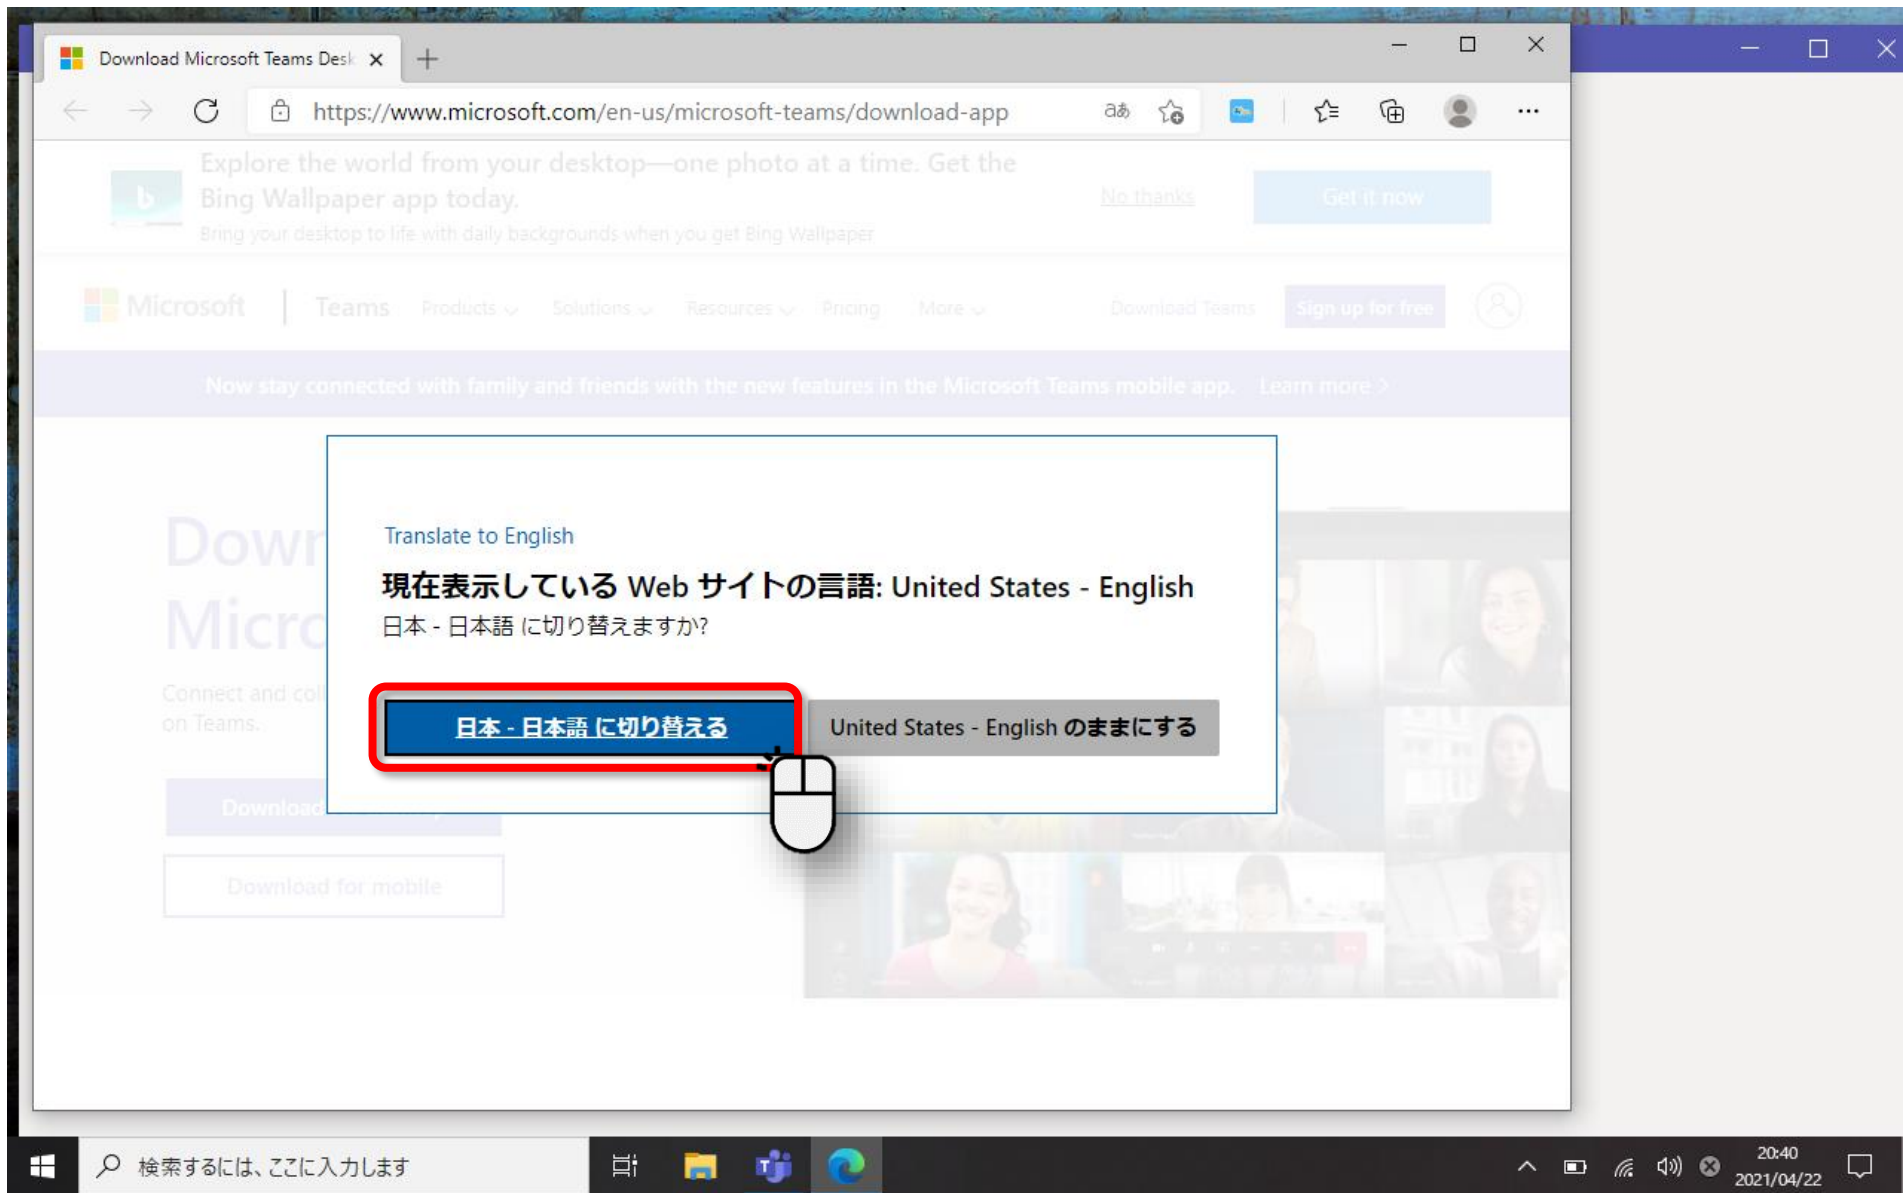 Download Microsoft Teams Desk
https://www.microsoft.com/en-us/microsoft-teams/download-app
aあ
Explore the world from your desktop—one photo at a time. Get the
Bing Wallpaper app today.
Bring your desktop to life with daily backgrounds when you get Bing Wallpaper
No thanks
Get it now
Microsoft
Teams Products Solutions Resources Pricing More Download Teams Sign up for free
Now stay connected with family and friends with the new features in the Microsoft Teams mobile app. Learn more >
Translate to English
現在表示している Web サイトの言語: United States - English
日本 - 日本語 に切り替えますか?
日本 - 日本語 に切り替える
United States - English のままにする
Connect and
on Teams.
Download
Download for mobile
検索するには、ここに入力します
20:40
2021/04/22